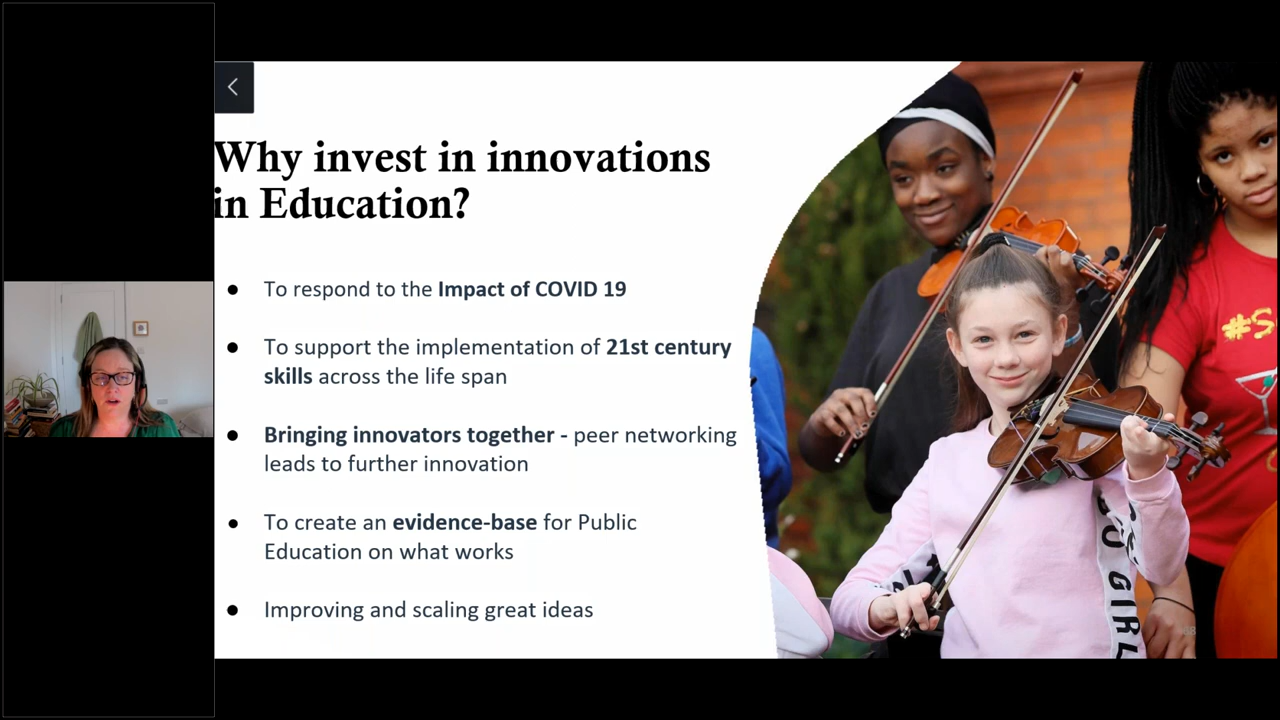 Why invest in innovations
in Education?
● To respond to the Impact of COVID 19
● To support the implementation of 21st century
skills across the life span
● Bringing innovators together - peer networking
leads to further innovation
● To create an evidence-base for Public
Education on what works
● Improving and scaling great ideas
#S
GIRL